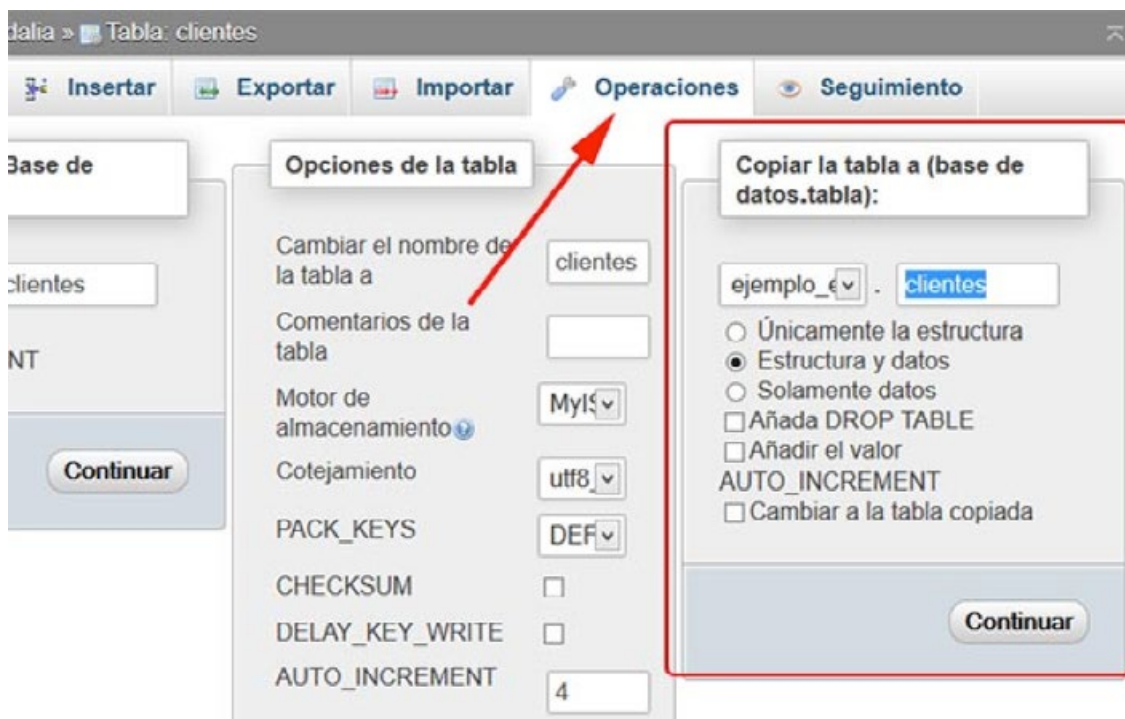 dalia » Tabla: clientes
Insertar
Exportar
Importar
Operaciones
Seguimiento
Base de
clientes
NT
Continuar
Opciones de la tabla
Cambiar el nombre de
la tabla a
clientes
Comentarios de la
tabla
Motor de
almacenamiento
MyIS
Cotejamiento
utf8_
PACK_KEYS
DEF
CHECKSUM
DELAY_KEY_WRITE
AUTO_INCREMENT
4
Copiar la tabla a (base de
datos.tabla):
ejemplo_e . clientes
Únicamente la estructura
Estructura y datos
Solamente datos
Añada DROP TABLE
Añadir el valor
AUTO_INCREMENT
Cambiar a la tabla copiada
Continuar